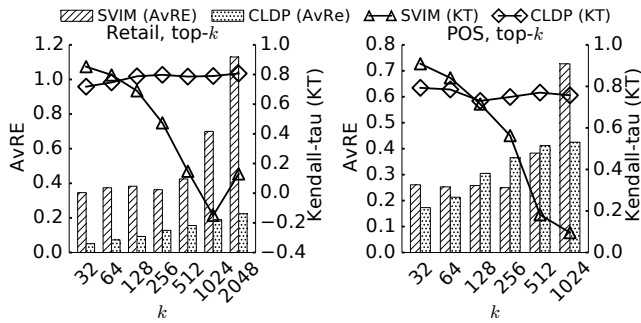 SVIM (AvRE) CLDP (AvRe) SVIM (KT) CLDP (KT)
Retail, top-k
1.2
1.0
0.8
0.6
0.4
0.2
0.0
AvRE
1.0
0.8
0.6
0.4
0.2
0.0
−0.2
−0.4
Kendall-tau (KT)
32 64 128 256 512 1024 2048
k
POS, top-k
0.8
0.7
0.6
0.5
0.4
0.3
0.2
0.1
0.0
AvRE
1.0
0.8
0.6
0.4
0.2
0.0
Kendall-tau (KT)
32 64 128 256 512 1024
k